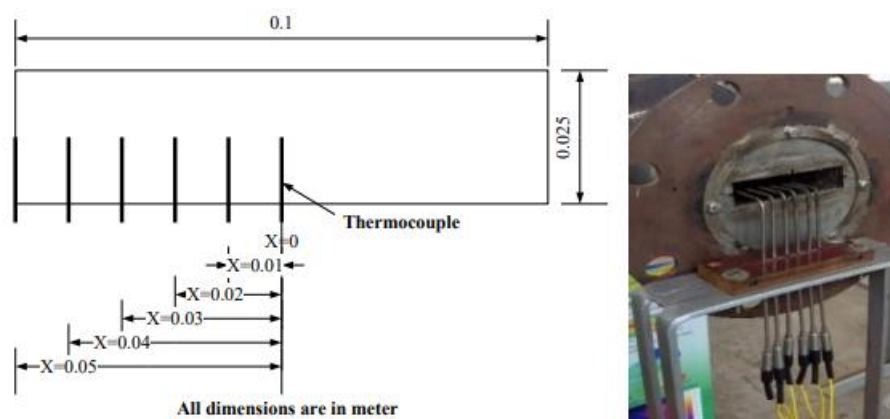 0.1
0.025
Thermocouple
X=0
X=0.01
X=0.02
X=0.03
X=0.04
X=0.05
All dimensions are in meter